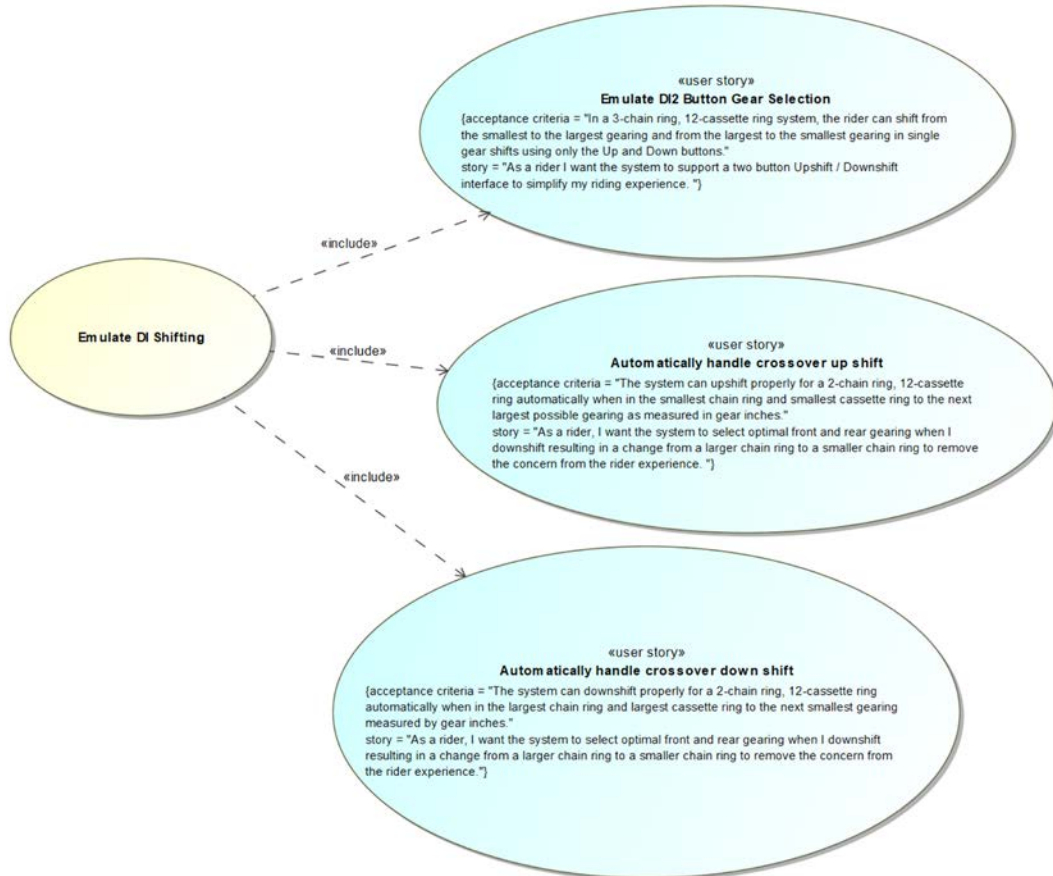 «user story»
Emulate DI2 Button Gear Selection
{acceptance criteria = "In a 3-chain ring, 12-cassette ring system, the rider can shift from
the smallest to the largest gearing and from the largest to the smallest gearing in single
gear shifts using only the Up and Down buttons."
story = "As a rider I want the system to support a two button Upshift / Downshift
interface to simplify my riding experience. "}
«include»
Emulate DI Shifting
«include»
«user story»
Automatically handle crossover up shift
{acceptance criteria = "The system can upshift properly for a 2-chain ring, 12-cassette
ring automatically when in the smallest chain ring and smallest cassette ring to the next
largest possible gearing as measured in gear inches."
story = "As a rider, I want the system to select optimal front and rear gearing when I
downshift resulting in a change from a larger chain ring to a smaller chain ring to remove
the concern from the rider experience. "}
«include»
«user story»
Automatically handle crossover down shift
{acceptance criteria = "The system can downshift properly for a 2-chain ring, 12-cassette ring
automatically when in the largest chain ring and largest cassette ring to the next smallest gearing
measured by gear inches."
story = "As a rider, I want the system to select optimal front and rear gearing when I downshift
resulting in a change from a larger chain ring to a smaller chain ring to remove the concern from
the rider experience."}